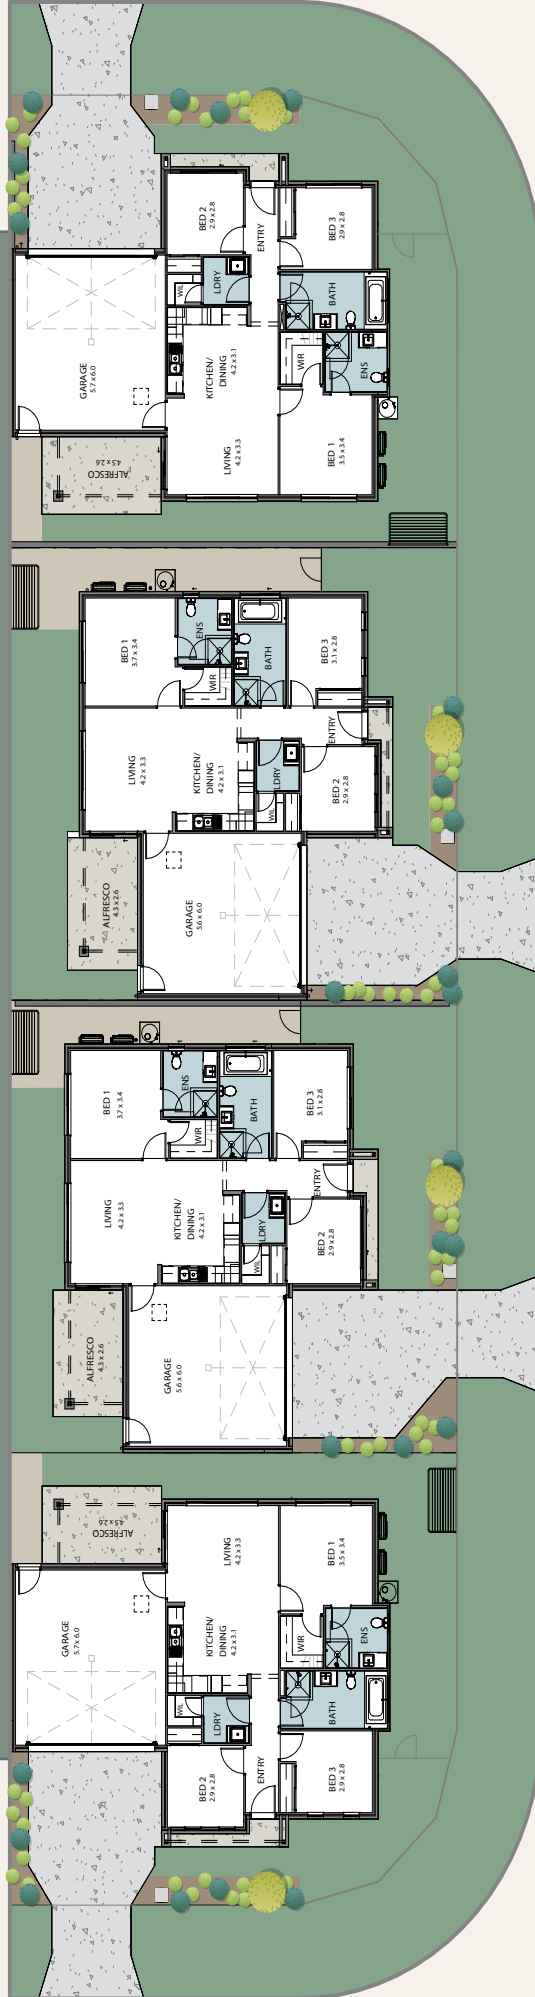 BED 2
2.9 x 2.8
ENTRY
BED 3
2.9 x 2.8
WIL
LDRY
BATH
GARAGE
5.7 x 6.0
KITCHEN/
DINING
4.2 x 3.1
WIR
ENS
LIVING
4.2 x 3.3
BED 1
3.5 x 3.4
ALFRESCO
4.5 x 2.6
BED 1
3.7 x 3.4
ENS
WIR
BATH
BED 3
3.1 x 2.8
LIVING
4.2 x 3.3
KITCHEN/
DINING
4.2 x 3.1
ENTRY
LDRY
WIL
BED 2
2.9 x 2.8
ALFRESCO
4.3 x 2.6
GARAGE
5.6 x 6.0
BED 1
3.7 x 3.4
ENS
WIR
BATH
BED 3
3.1 x 2.8
LIVING
4.2 x 3.3
KITCHEN/
DINING
4.2 x 3.1
ENTRY
LDRY
WIL
BED 2
2.9 x 2.8
ALFRESCO
4.3 x 2.6
GARAGE
5.6 x 6.0
ALFRESCO
4.5 x 2.6
LIVING
4.2 x 3.3
BED 1
3.5 x 3.4
GARAGE
5.7 x 6.0
KITCHEN/
DINING
4.2 x 3.1
WIR
ENS
WIL
LDRY
BATH
BED 2
2.9 x 2.8
ENTRY
BED 3
2.9 x 2.8